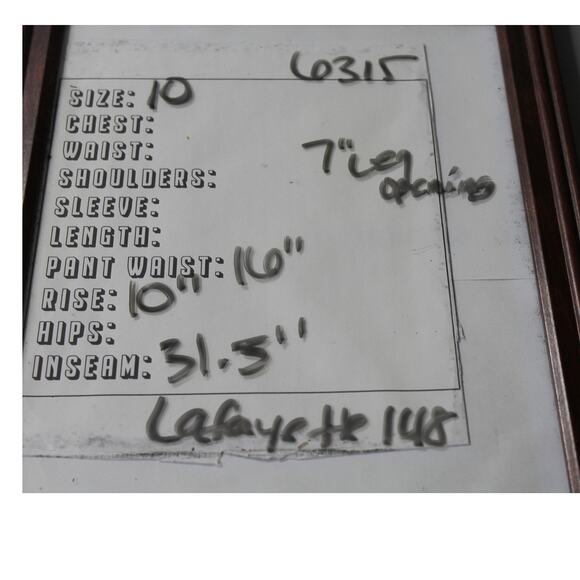 6315
SIZE: 10
CHEST:
WAIST:
7" Leg
opening
SHOULDERS:
SLEEVE:
LENGTH:
PANT WAIST: 16"
RISE: 10"
HIPS:
INSEAM: 31.5"
Lafayette 148